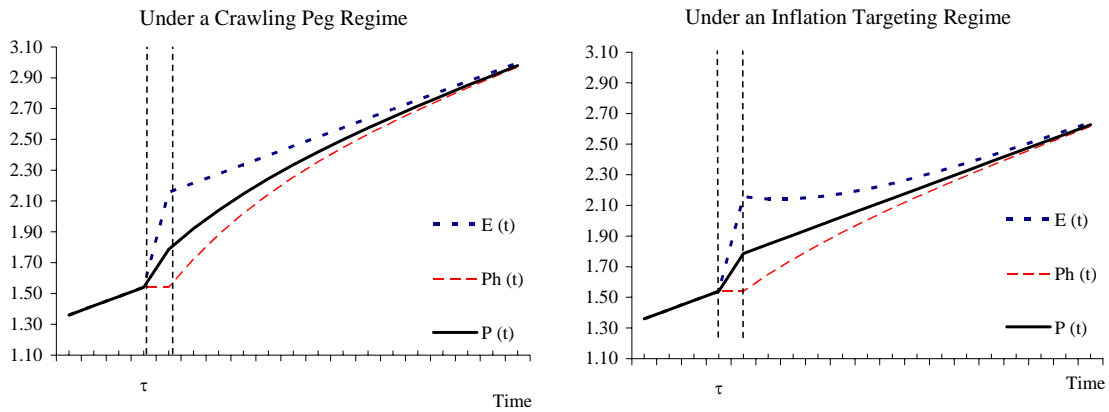 Under a Crawling Peg Regime
3.10
2.90
2.70
2.50
2.30
2.10
1.90
1.70
1.50
1.30
1.10
E (t)
Ph (t)
P (t)
τ
Time
Under an Inflation Targeting Regime
3.10
2.90
2.70
2.50
2.30
2.10
1.90
1.70
1.50
1.30
1.10
E (t)
Ph (t)
P (t)
τ
Time